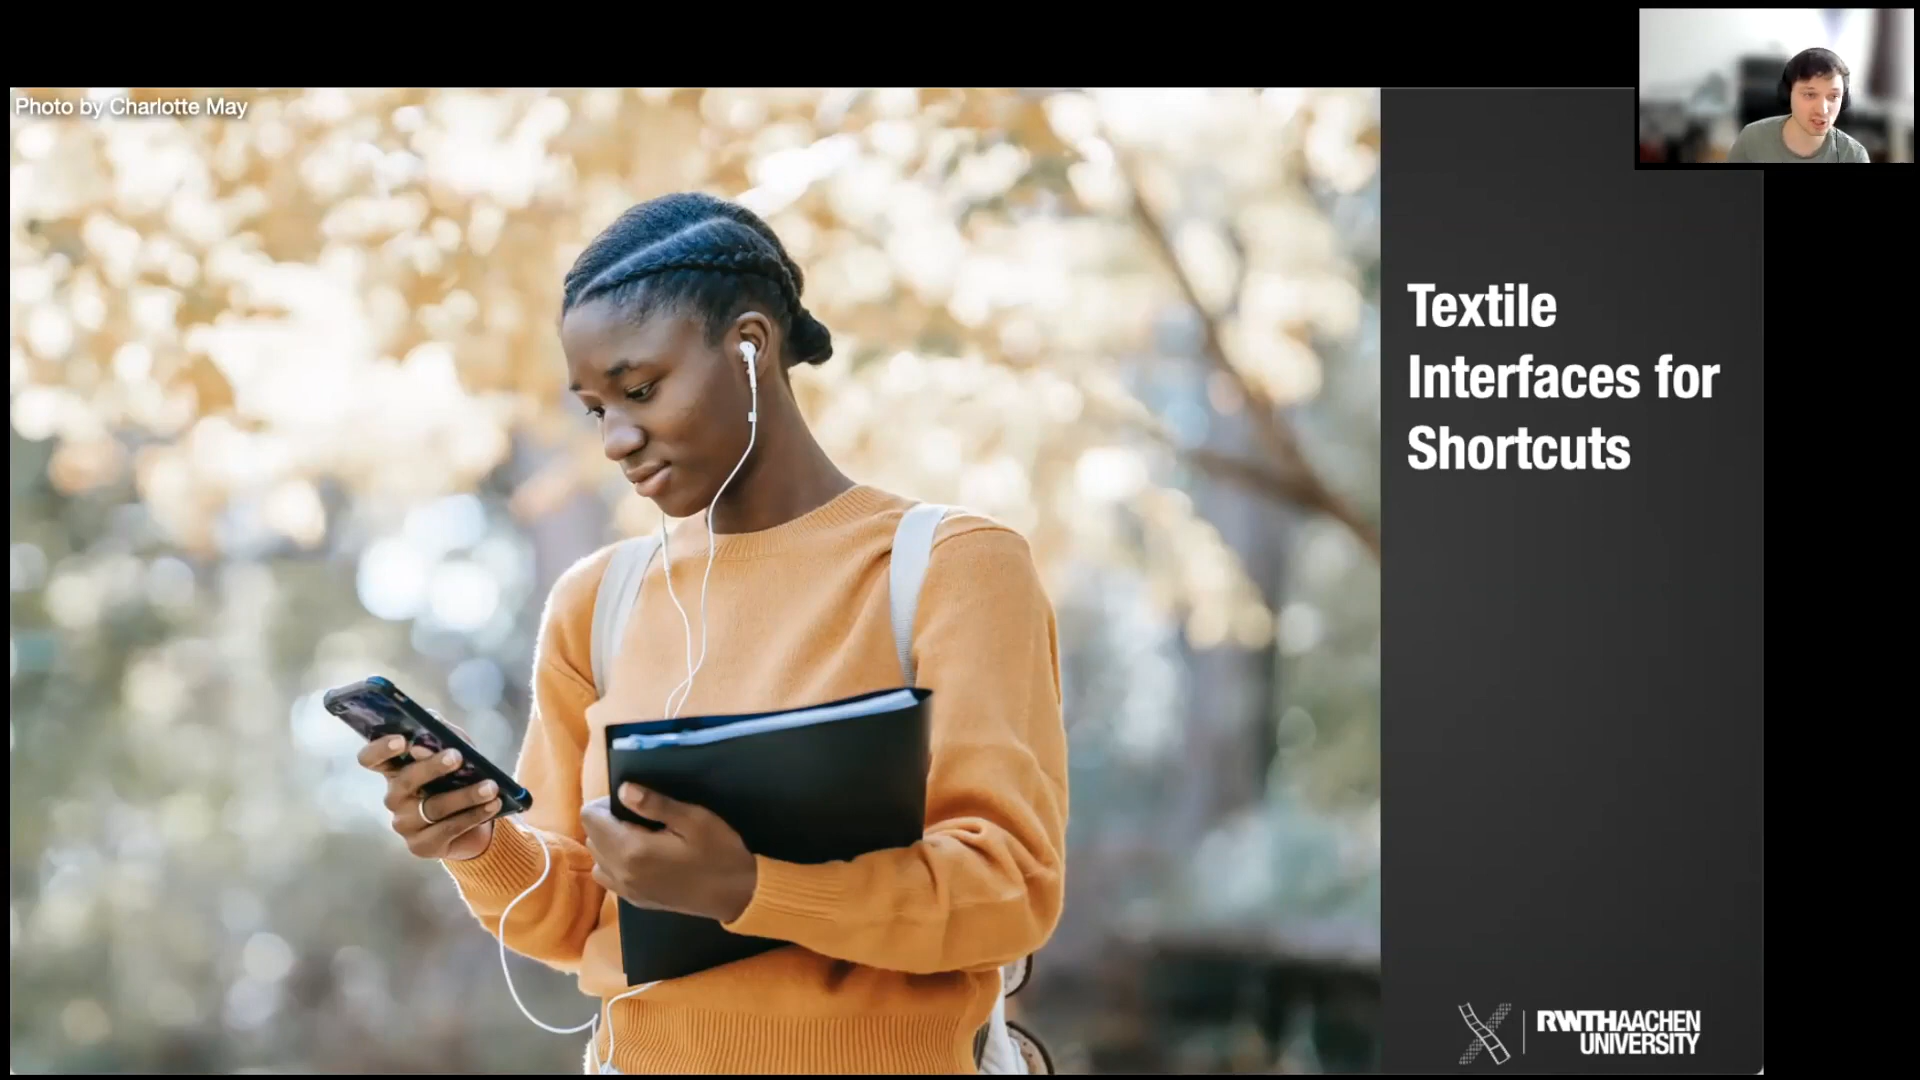 Photo by Charlotte May
Textile
Interfaces for
Shortcuts
RWTHAACHEN
UNIVERSITY